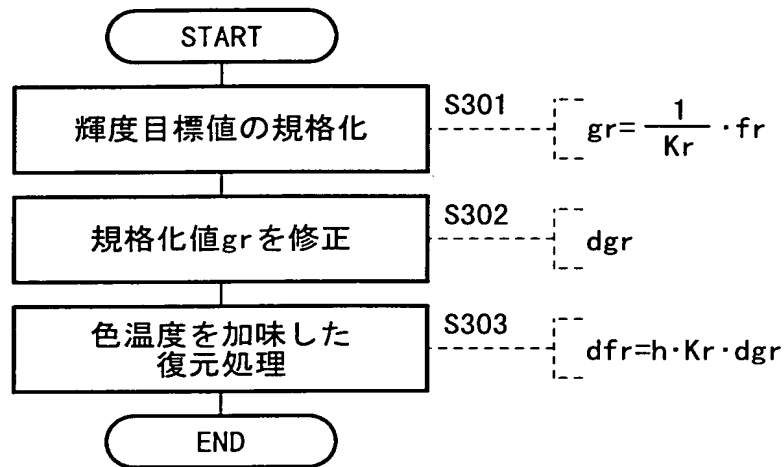 START
輝度目標値の規格化
S301
gr= 1/Kr ·fr
規格化値grを修正
S302
dgr
色温度を加味した
復元処理
S303
dfr=h·Kr·dgr
END